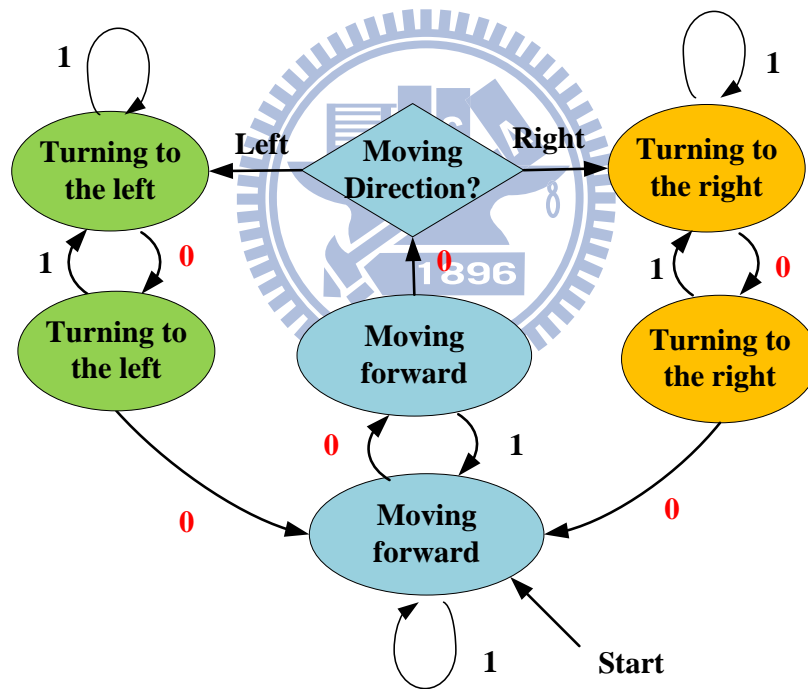 1
1
Left
Moving
Direction?
Right
Turning to
the left
Turning to
the right
1
0
0
1896
1
0
Turning to
the left
Moving
forward
Turning to
the right
0
1
0
0
Moving
forward
1
Start